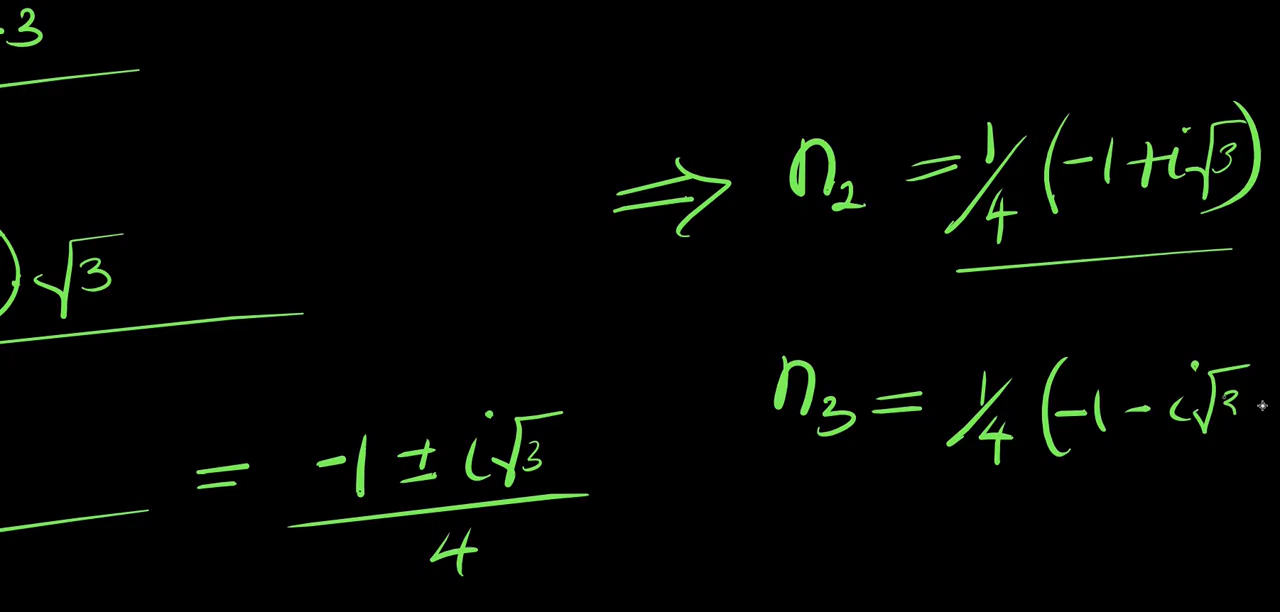 ·3
⇒ n₂ = 1/4 (-1 + i√3)
) √3
n₃ = 1/4 (-1 - i√3
= (-1 ± i√3)/4